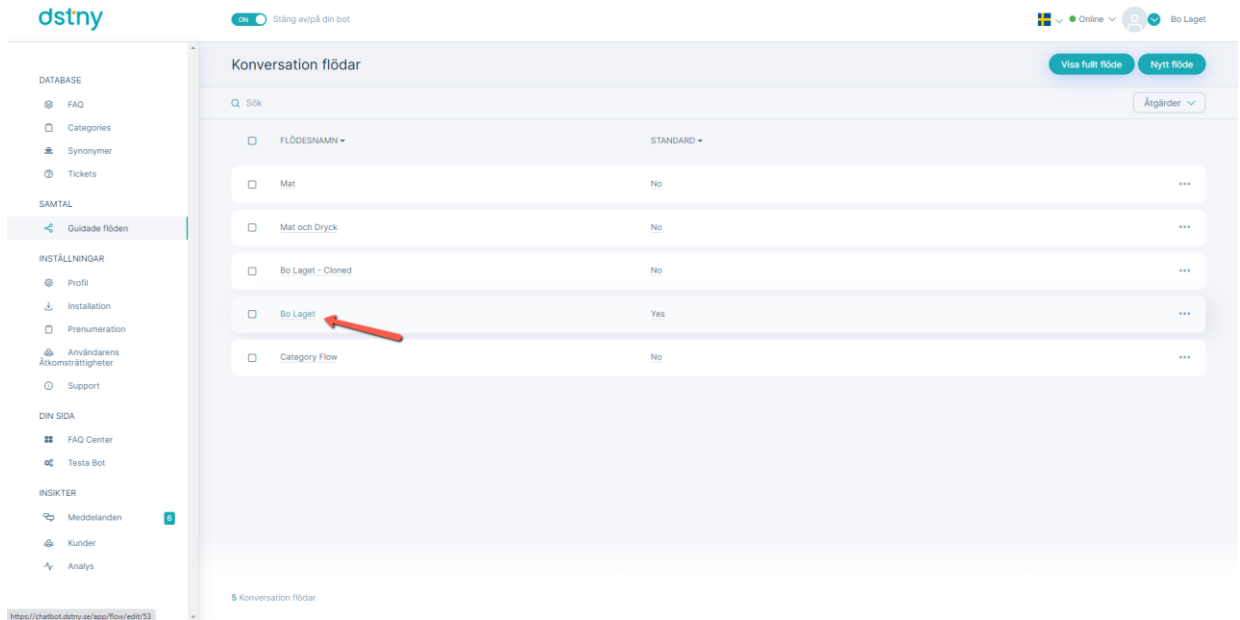 dstny
ON Stäng av/på din bot
Online
Bo Laget
DATABASE
FAQ
Categories
Synonymer
Tickets
SAMTAL
Guidade flöden
INSTÄLLNINGAR
Profil
Installation
Prenumeration
Användarens
Åtkomsträttigheter
Support
DIN SIDA
FAQ Center
Testa Bot
INSIKTER
Meddelanden 6
Kunder
Analys
Konversation flödar
Visa fullt flöde
Nytt flöde
Sök
Åtgärder
FLÖDESNAMN STANDARD
Mat No
Mat och Dryck No
Bo Laget - Cloned No
Bo Laget Yes
Category Flow No
5 Konversation flödar
https://chatbot.dstny.se/app/flow/edit/53